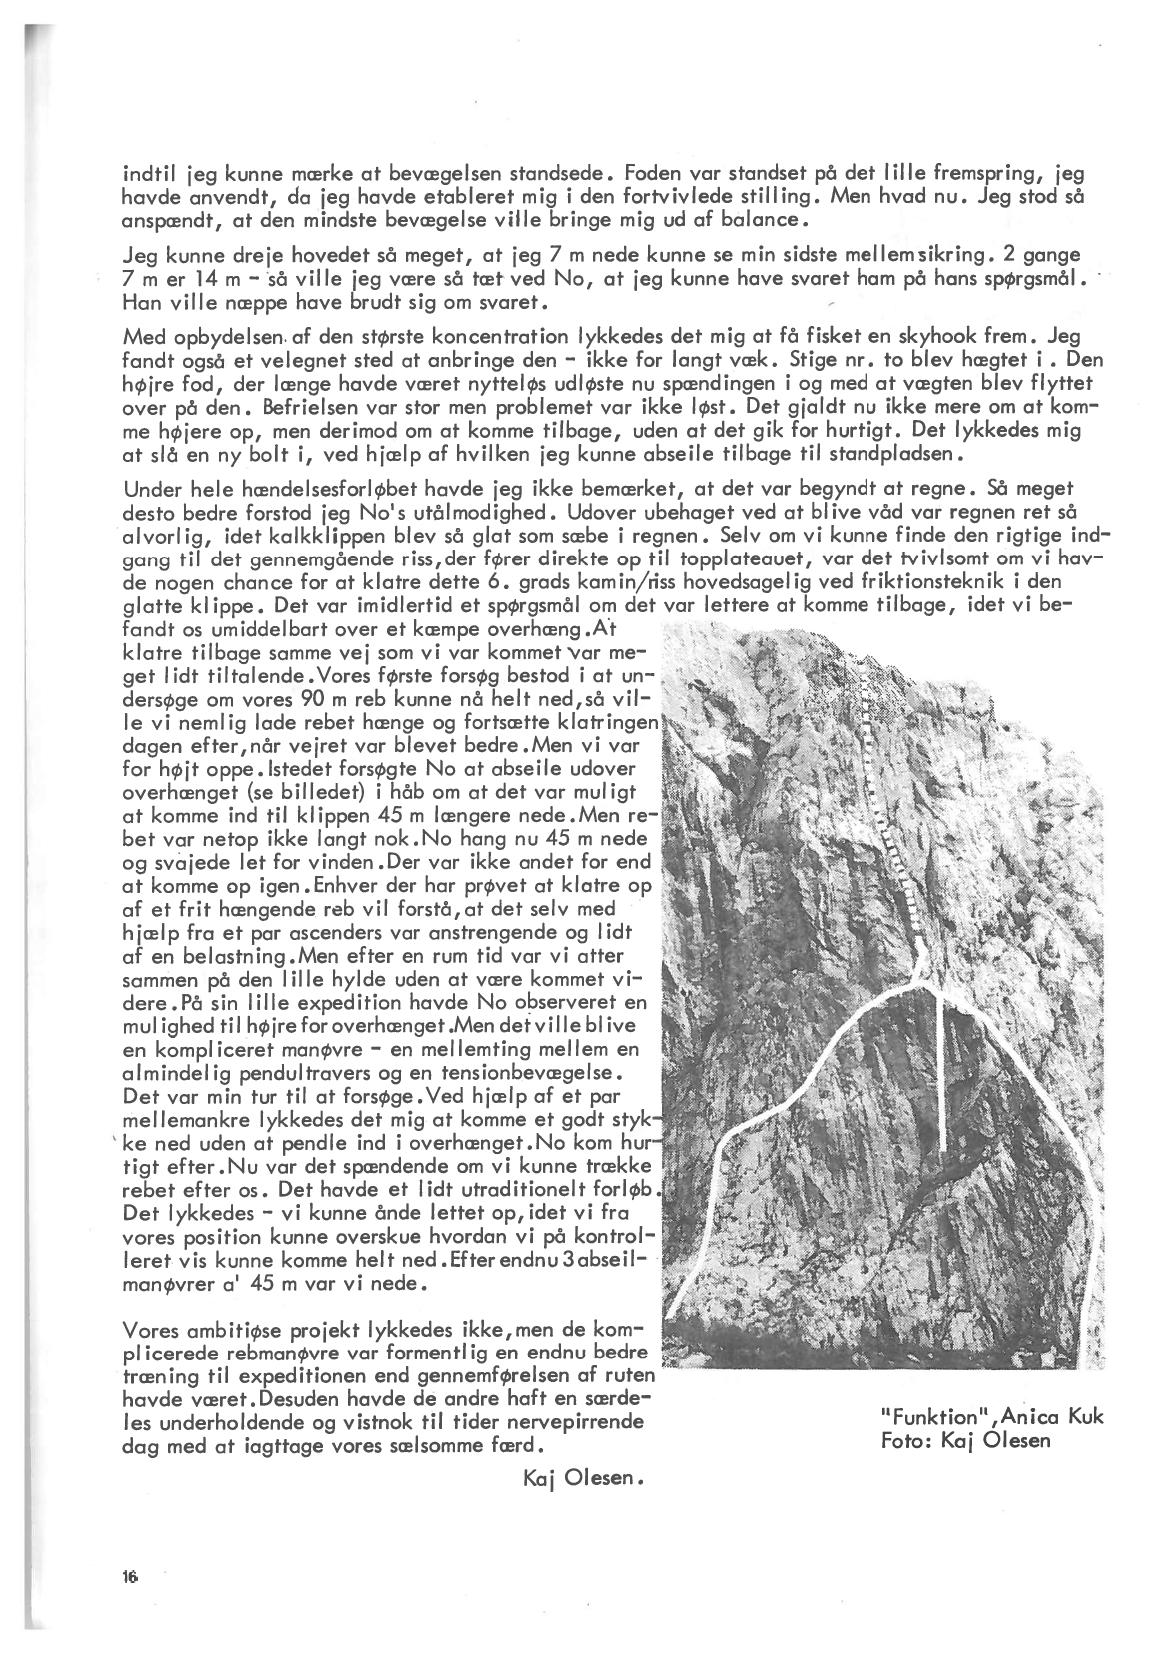 indtil jeg kunne mærke at bevægelsen standsede. Foden var standset på det lille fremspring, jeg
havde anvendt, da jeg havde etableret mig i den fortvivlede stilling. Men hvad nu. Jeg stod så
anspændt, at den mindste bevægelse ville bringe mig ud af balance.
Jeg kunne dreje hovedet så meget, at jeg 7 m nede kunne se min sidste mellemsikring. 2 gange
7 m er 14 m - så ville jeg være så tæt ved No, at jeg kunne have svaret ham på hans spørgsmål.
Han ville næppe have brudt sig om svaret.
Med opbydelsen af den største koncentration lykkedes det mig at få fisket en skyhook frem. Jeg
fandt også et velegnet sted at anbringe den - ikke for langt væk. Stige nr. to blev hægtet i. Den
højre fod, der længe havde været nytteløs udløste nu spændingen i og med at vægten blev flyttet
over på den. Befrielsen var stor men problemet var ikke løst. Det gjaldt nu ikke mere om at kom-
me højere op, men derimod om at komme tilbage, uden at det gik for hurtigt. Det lykkedes mig
at slå en ny bolt i, ved hjælp af hvilken jeg kunne abseile tilbage til standpladsen.
Under hele hændelsesforløbet havde jeg ikke bemærket, at det var begyndt at regne. Så meget
desto bedre forstod jeg No's utålmodighed. Udover ubehaget ved at blive våd var regnen ret så
alvorlig, idet kalkklippen blev så glat som sæbe i regnen. Selv om vi kunne finde den rigtige ind-
gang til det gennemgående riss,der fører direkte op til topplateauet, var det tvivlsomt om vi hav-
de nogen chance for at klatre dette 6. grads kamin/riss hovedsagelig ved friktionsteknik i den
glatte klippe. Det var imidlertid et spørgsmål om det var lettere at komme tilbage, idet vi be-
fandt os umiddelbart over et kæmpe overhæng.At
klatre tilbage samme vej som vi var kommet var me-
get lidt tiltalende.Vores første forsøg bestod i at un-
dersøge om vores 90 m reb kunne nå helt ned,så vil-
le vi nemlig lade rebet hænge og fortsætte klatringen
dagen efter,når vejret var blevet bedre.Men vi var
for højt oppe.Istedet forsøgte No at abseile udover
overhænget (se billedet) i håb om at det var muligt
at komme ind til klippen 45 m længere nede.Men re-
bet var netop ikke langt nok.No hang nu 45 m nede
og svajede let for vinden.Der var ikke andet for end
at komme op igen.Enhver der har prøvet at klatre op
af et frit hængende reb vil forstå,at det selv med
hjælp fra et par ascenders var anstrengende og lidt
af en belastning.Men efter en rum tid var vi atter
sammen på den lille hylde uden at være kommet vi-
dere.På sin lille expedition havde No observeret en
mulighed til højre for overhænget.Men det ville blive
en kompliceret manøvre - en mellemting mellem en
almindelig pendultravers og en tensionbevægelse.
Det var min tur til at forsøge.Ved hjælp af et par
mellemankre lykkedes det mig at komme et godt styk-
ke ned uden at pendle ind i overhænget.No kom hur-
tigt efter.Nu var det spændende om vi kunne trække
rebet efter os. Det havde et lidt utraditionelt forløb.
Det lykkedes - vi kunne ånde lettet op,idet vi fra
vores position kunne overskue hvordan vi på kontrol-
leret vis kunne komme helt ned.Efter endnu 3 abseil-
manøvrer a' 45 m var vi nede.
Vores ambitiøse projekt lykkedes ikke,men de kom-
plicerede rebmanøvre var formentlig en endnu bedre
træning til expeditionen end gennemførelsen af ruten
havde været.Desuden havde de andre haft en særde-
les underholdende og vistnok til tider nervepirrende
dag med at iagttage vores sælsomme færd.
Kaj Olesen.
"Funktion",Anica Kuk
Foto: Kaj Olesen
16